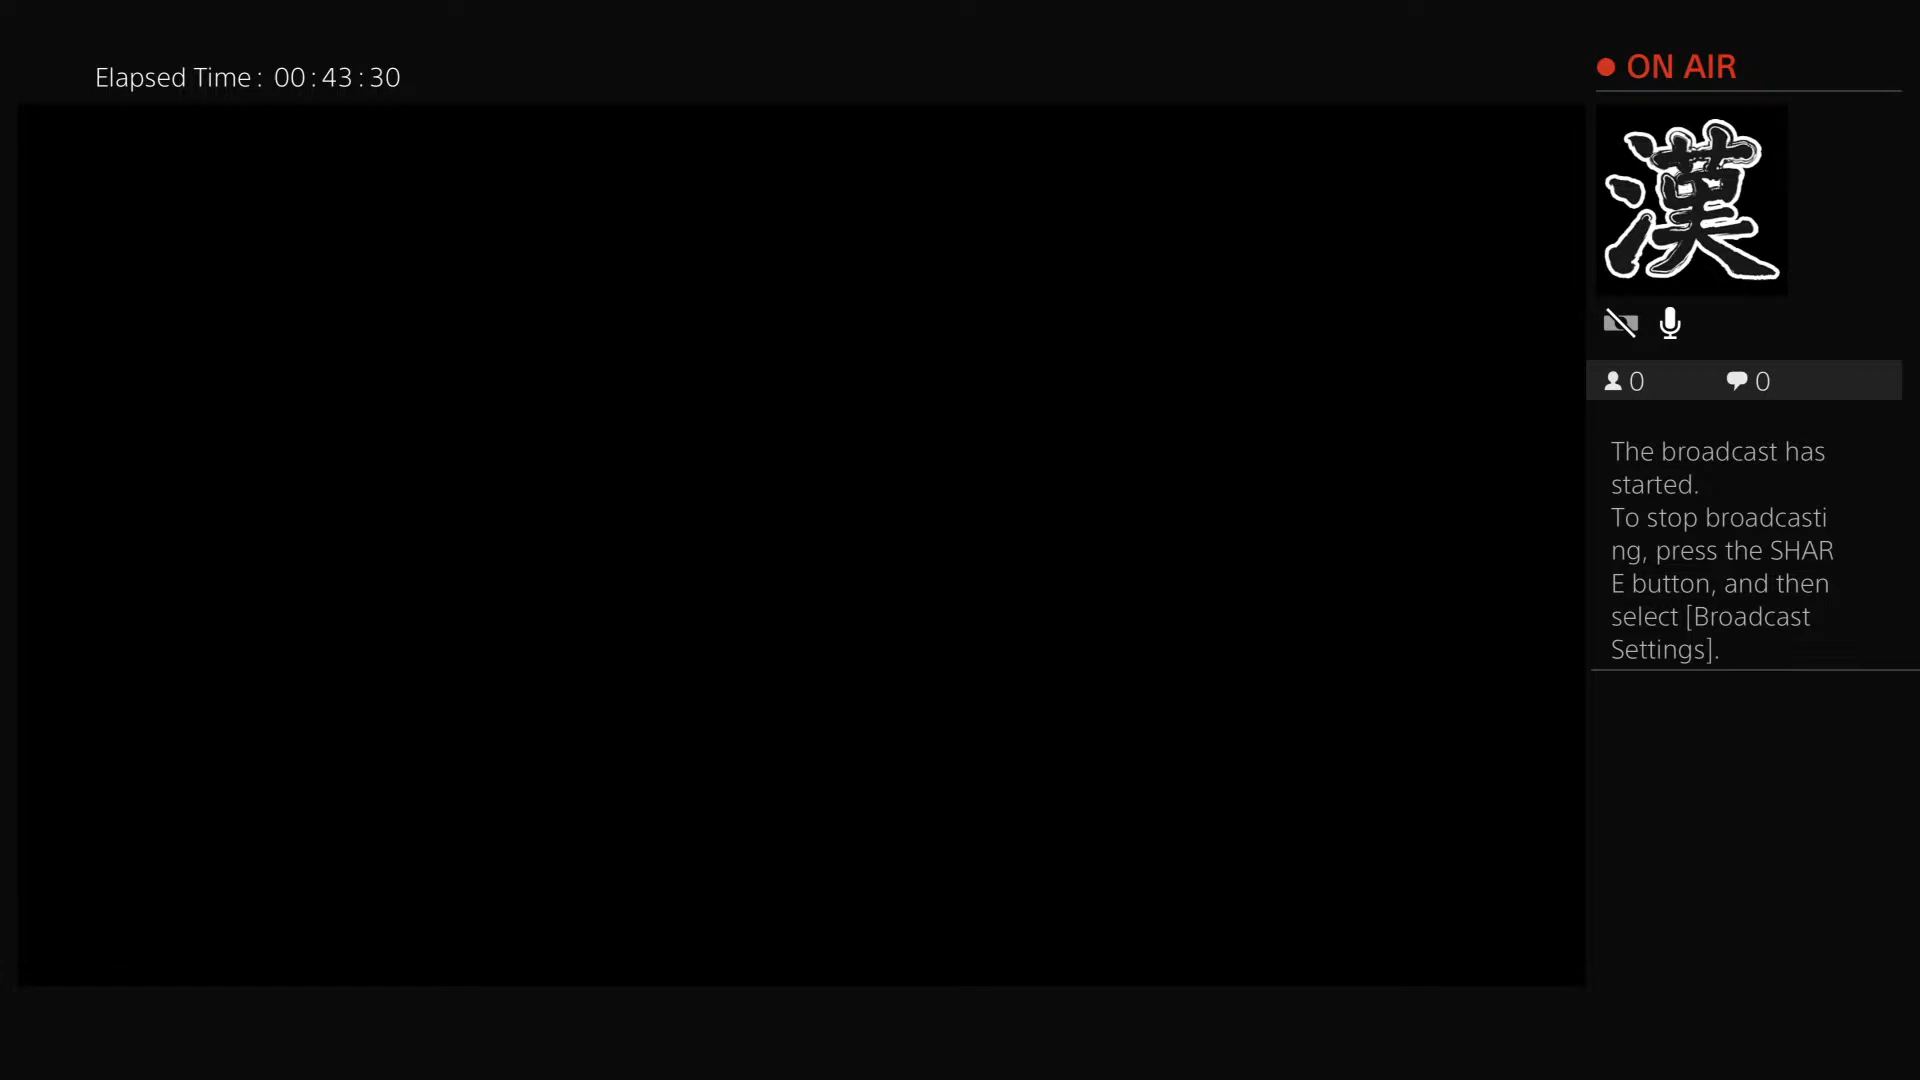 Elapsed Time: 00:43:30
ON AIR
漢
0 0
The broadcast has
started.
To stop broadcasti
ng, press the SHAR
E button, and then
select [Broadcast
Settings].